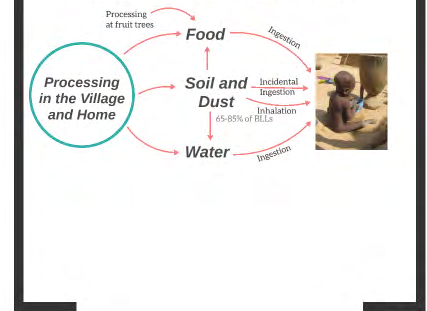 Processing
at fruit trees
Food
Ingestion
Processing
in the Village
and Home
Soil and
Dust
Incidental
Ingestion
Inhalation
65-85% of BLLs
Water
Ingestion